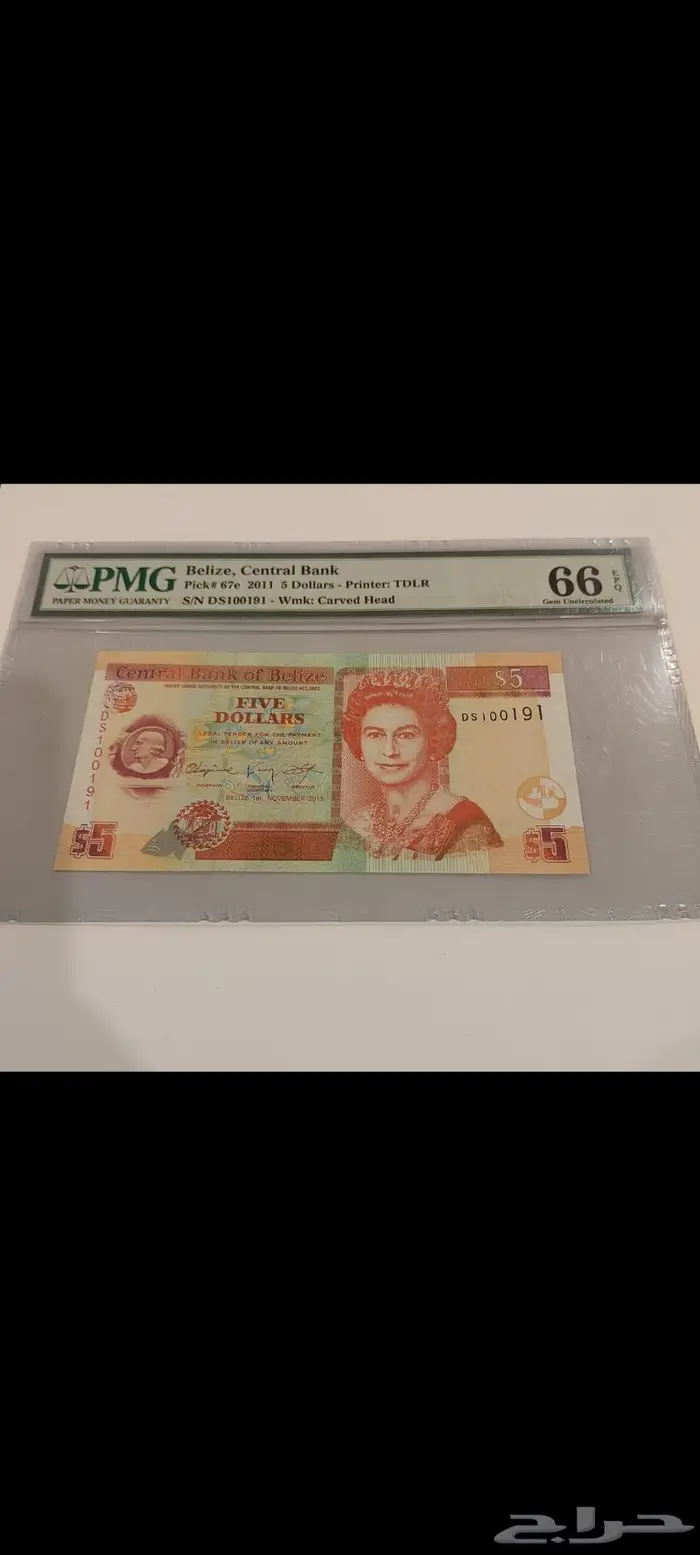 PMG
PAPER MONEY GUARANTY
Belize, Central Bank
Pick# 67e 2011 5 Dollars - Printer: TDLR
S/N DS100191 - Wmk: Carved Head
66 EPQ
Gem Uncirculated
Central Bank of Belize
FIVE
DOLLARS
LEGAL TENDER FOR THE PAYMENT
IN BELIZE OF ANY AMOUNT
GOVERNOR
DIRECTOR
BELIZE 1st. NOVEMBER 2011
$5
DS100191
DS100191
$5
$5
حراج